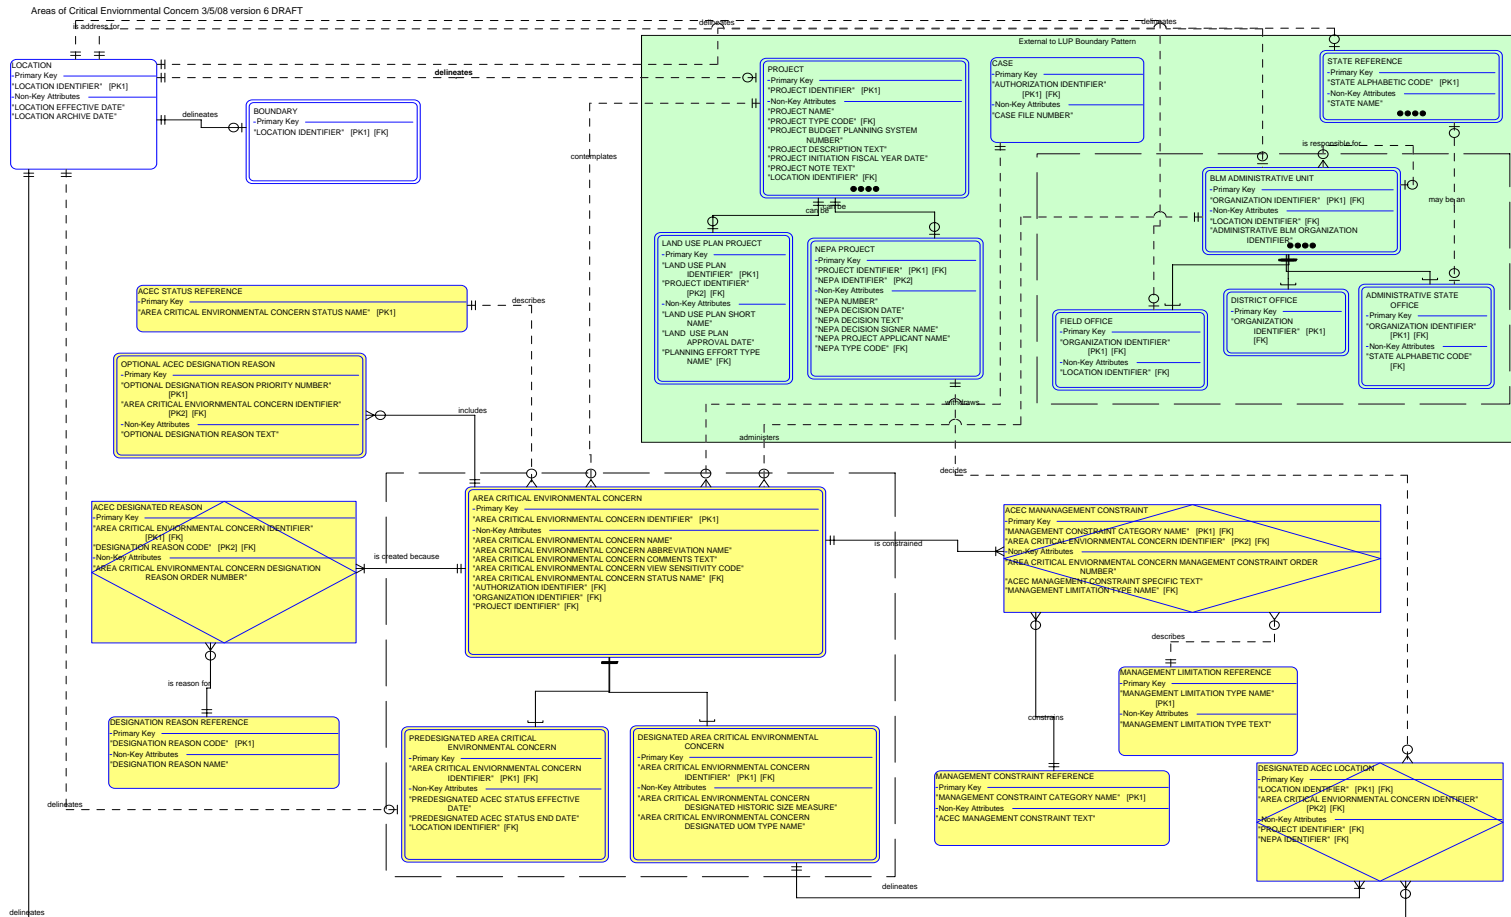 Areas of Critical Enviornmental Concern 3/5/08 version 6 DRAFT
is address for
delineates
delineates
External to LUP Boundary Pattern
LOCATION
Primary Key
"LOCATION IDENTIFIER" [PK1]
Non-Key Attributes
"LOCATION EFFECTIVE DATE"
"LOCATION ARCHIVE DATE"
delineates
BOUNDARY
Primary Key
"LOCATION IDENTIFIER" [PK1] [FK]
delineates
contemplates
PROJECT
Primary Key
"PROJECT IDENTIFIER" [PK1]
Non-Key Attributes
"PROJECT NAME"
"PROJECT TYPE CODE" [FK]
"PROJECT BUDGET PLANNING SYSTEM
NUMBER"
"PROJECT DESCRIPTION TEXT"
"PROJECT INITIATION FISCAL YEAR DATE"
"PROJECT NOTE TEXT"
"LOCATION IDENTIFIER" [FK]
can be
can be
CASE
Primary Key
"AUTHORIZATION IDENTIFIER"
[PK1] [FK]
Non-Key Attributes
"CASE FILE NUMBER"
STATE REFERENCE
Primary Key
"STATE ALPHABETIC CODE" [PK1]
Non-Key Attributes
"STATE NAME"
is responsible for
may be an
BLM ADMINISTRATIVE UNIT
Primary Key
"ORGANIZATION IDENTIFIER" [PK1] [FK]
Non-Key Attributes
"LOCATION IDENTIFIER" [FK]
"ADMINISTRATIVE BLM ORGANIZATION
IDENTIFIER"
LAND USE PLAN PROJECT
Primary Key
"LAND USE PLAN
IDENTIFIER" [PK1]
"PROJECT IDENTIFIER"
[PK2] [FK]
Non-Key Attributes
"LAND USE PLAN SHORT
NAME"
"LAND USE PLAN
APPROVAL DATE"
"PLANNING EFFORT TYPE
NAME" [FK]
NEPA PROJECT
Primary Key
"PROJECT IDENTIFIER" [PK1] [FK]
"NEPA IDENTIFIER" [PK2]
Non-Key Attributes
"NEPA NUMBER"
"NEPA DECISION DATE"
"NEPA DECISION TEXT"
"NEPA DECISION SIGNER NAME"
"NEPA PROJECT APPLICANT NAME"
"NEPA TYPE CODE" [FK]
FIELD OFFICE
Primary Key
"ORGANIZATION IDENTIFIER"
[PK1] [FK]
Non-Key Attributes
"LOCATION IDENTIFIER" [FK]
DISTRICT OFFICE
Primary Key
"ORGANIZATION
IDENTIFIER" [PK1]
[FK]
ADMINISTRATIVE STATE
OFFICE
Primary Key
"ORGANIZATION IDENTIFIER"
[PK1] [FK]
Non-Key Attributes
"STATE ALPHABETIC CODE"
[FK]
ACEC STATUS REFERENCE
Primary Key
"AREA CRITICAL ENVIRONMENTAL CONCERN STATUS NAME" [PK1]
describes
OPTIONAL ACEC DESIGNATION REASON
Primary Key
"OPTIONAL DESIGNATION REASON PRIORITY NUMBER"
[PK1]
"AREA CRITICAL ENVIORNMENTAL CONCERN IDENTIFIER"
[PK2] [FK]
Non-Key Attributes
"OPTIONAL DESIGNATION REASON TEXT"
includes
withdraws
administers
decides
AREA CRITICAL ENVIRONMENTAL CONCERN
Primary Key
"AREA CRITICAL ENVIORNMENTAL CONCERN IDENTIFIER" [PK1]
Non-Key Attributes
"AREA CRITICAL ENVIORNMENTAL CONCERN NAME"
"AREA CRITICAL ENVIORNMENTAL CONCERN ABBREVIATION NAME"
"AREA CRITICAL ENVIORNMENTAL CONCERN COMMENTS TEXT"
"AREA CRITICAL ENVIORNMENTAL CONCERN VIEW SENSITIVITY CODE"
"AREA CRITICAL ENVIRONMENTAL CONCERN STATUS NAME" [FK]
"AUTHORIZATION IDENTIFIER" [FK]
"ORGANIZATION IDENTIFIER" [FK]
"PROJECT IDENTIFIER" [FK]
ACEC DESIGNATED REASON
Primary Key
"AREA CRITICAL ENVIORNMENTAL CONCERN IDENTIFIER"
[PK1] [FK]
"DESIGNATION REASON CODE" [PK2] [FK]
Non-Key Attributes
"AREA CRITICAL ENVIORNMENTAL CONCERN DESIGNATION
REASON ORDER NUMBER"
is created because
is constrained
ACEC MANANAGEMENT CONSTRAINT
Primary Key
"MANAGEMENT CONSTRAINT CATEGORY NAME" [PK1] [FK]
"AREA CRITICAL ENVIORNMENTAL CONCERN IDENTIFIER" [PK2] [FK]
Non-Key Attributes
"AREA CRITICAL ENVIORNMENTAL CONCERN MANAGEMENT CONSTRAINT ORDER
NUMBER"
"ACEC MANAGEMENT CONSTRAINT SPECIFIC TEXT"
"MANAGEMENT LIMITATION TYPE NAME" [FK]
describes
MANAGEMENT LIMITATION REFERENCE
Primary Key
"MANAGEMENT LIMITATION TYPE NAME"
[PK1]
Non-Key Attributes
"MANAGEMENT LIMITATION TYPE TEXT"
is reason for
DESIGNATION REASON REFERENCE
Primary Key
"DESIGNATION REASON CODE" [PK1]
Non-Key Attributes
"DESIGNATION REASON NAME"
constrains
PREDESIGNATED AREA CRITICAL
ENVIRONMENTAL CONCERN
Primary Key
"AREA CRITICAL ENVIORNMENTAL CONCERN
IDENTIFIER" [PK1] [FK]
Non-Key Attributes
"PREDESIGNATED ACEC STATUS EFFECTIVE
DATE"
"PREDESIGNATED ACEC STATUS END DATE"
"LOCATION IDENTIFIER" [FK]
DESIGNATED AREA CRITICAL ENVIRONMENTAL
CONCERN
Primary Key
"AREA CRITICAL ENVIORNMENTAL CONCERN
IDENTIFIER" [PK1] [FK]
Non-Key Attributes
"AREA CRITICAL ENVIORNMENTAL CONCERN
DESIGNATED HISTORIC SIZE MEASURE"
"AREA CRITICAL ENVIORNMENTAL CONCERN
DESIGNATED UOM TYPE NAME"
MANAGEMENT CONSTRAINT REFERENCE
Primary Key
"MANAGEMENT CONSTRAINT CATEGORY NAME" [PK1]
Non-Key Attributes
"ACEC MANAGEMENT CONSTRAINT TEXT"
DESIGNATED ACEC LOCATION
Primary Key
"LOCATION IDENTIFIER" [PK1] [FK]
"AREA CRITICAL ENVIORNMENTAL CONCERN IDENTIFIER"
[PK2] [FK]
Non-Key Attributes
"PROJECT IDENTIFIER" [FK]
"NEPA IDENTIFIER" [FK]
delineates
delineates
delineates